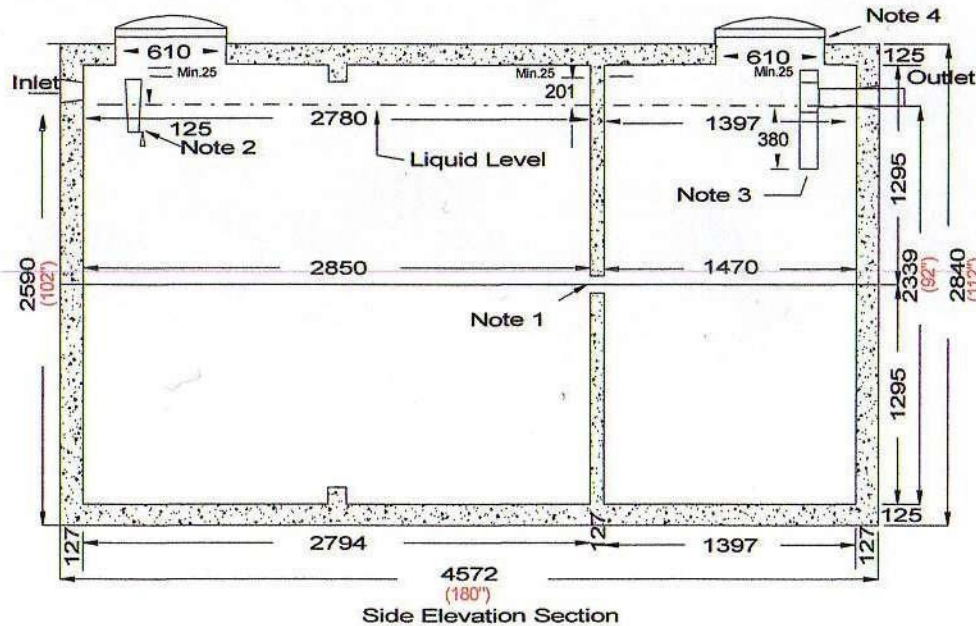 Note 4
610
610
125
Inlet
Min.25
Min.25
201
Min.25
Outlet
125
2780
1397
380
Note 2
Liquid Level
Note 3
1295
2590
(102")
2850
1470
2339
(92")
2840
(112")
Note 1
1295
125
127
2794
127
1397
127
4572
(180")
Side Elevation Section